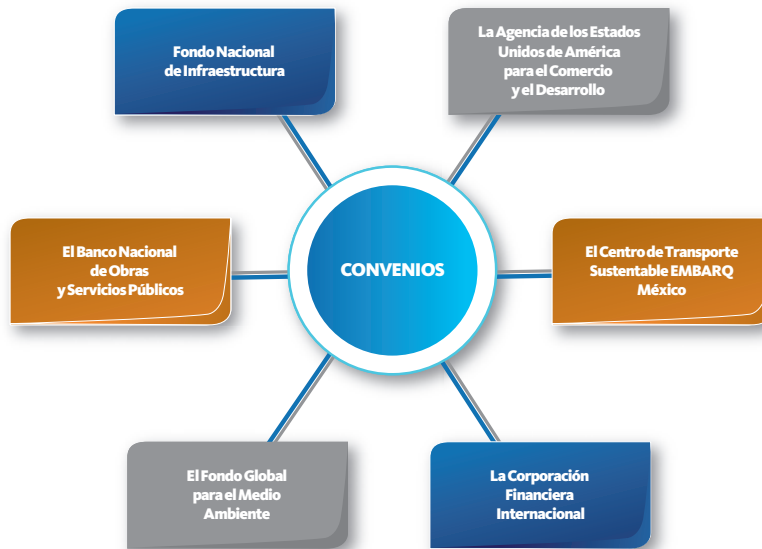 Fondo Nacional
de Infraestructura
La Agencia de los Estados
Unidos de América
para el Comercio
y el Desarrollo
El Banco Nacional
de Obras
y Servicios Públicos
CONVENIOS
El Centro de Transporte
Sustentable EMBARQ
México
El Fondo Global
para el Medio
Ambiente
La Corporación
Financiera
Internacional